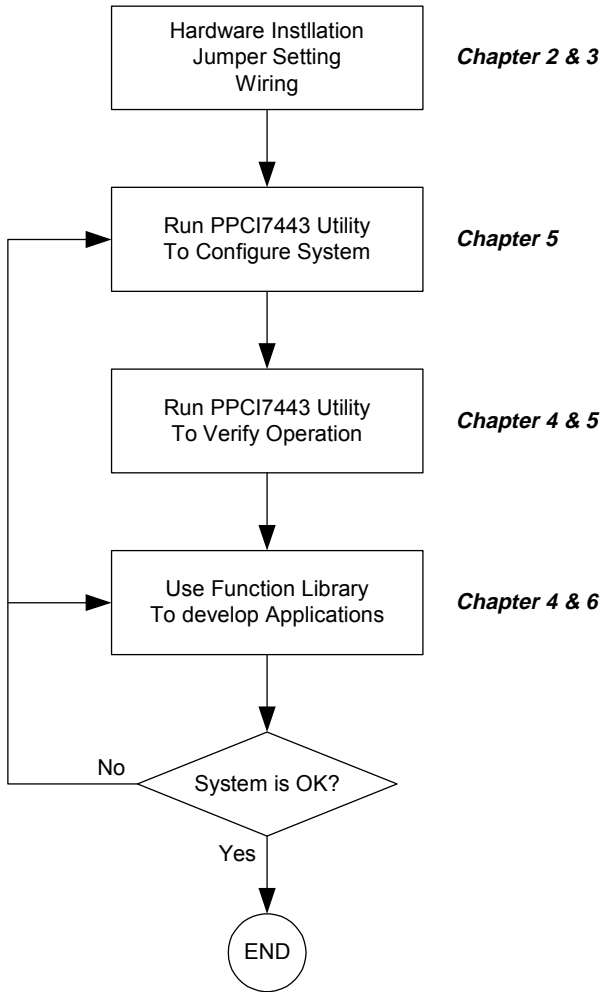 Hardware Instllation
Jumper Setting
Wiring
Chapter 2 & 3
Run PPCI7443 Utility
To Configure System
Chapter 5
Run PPCI7443 Utility
To Verify Operation
Chapter 4 & 5
Use Function Library
To develop Applications
Chapter 4 & 6
No
System is OK?
Yes
END